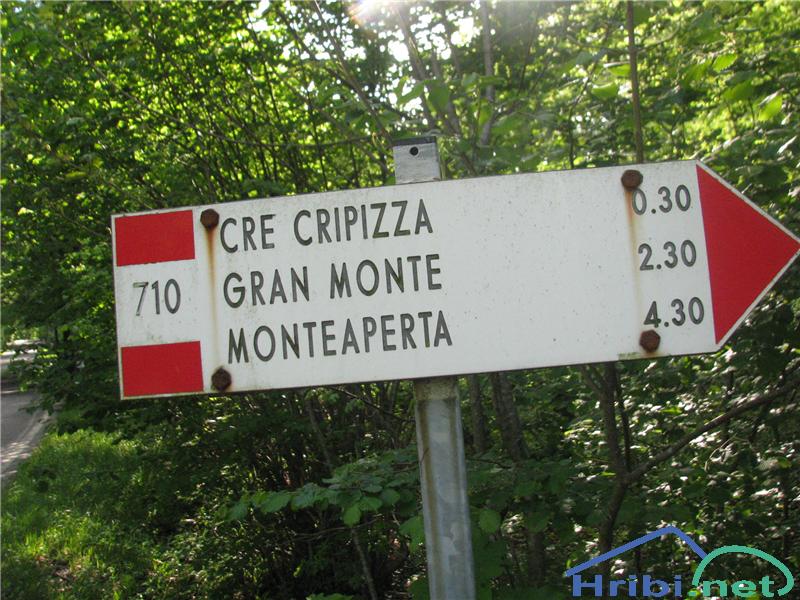 CRE CRIPIZZA 0.30
710 GRAN MONTE 2.30
MONTEAPERTA 4.30
Hribi.net